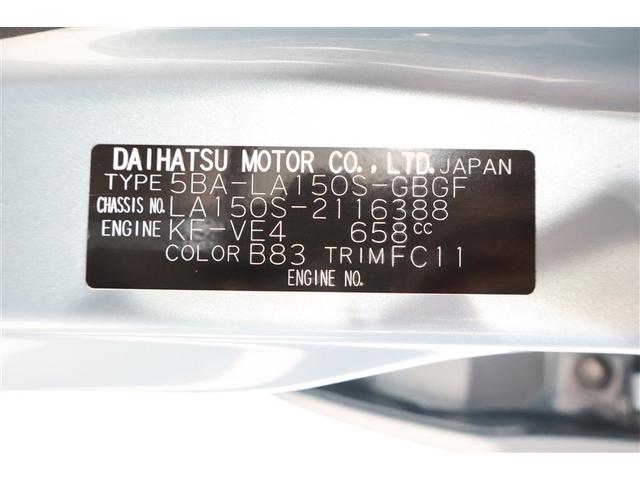 DAIHATSU MOTOR CO., LTD. JAPAN
TYPE 5BA-LA150S-GBGF
CHASSIS NO. LA150S-2116388
ENGINE KF-VE4 658cc
COLOR B83 TRIM FC11
ENGINE NO.